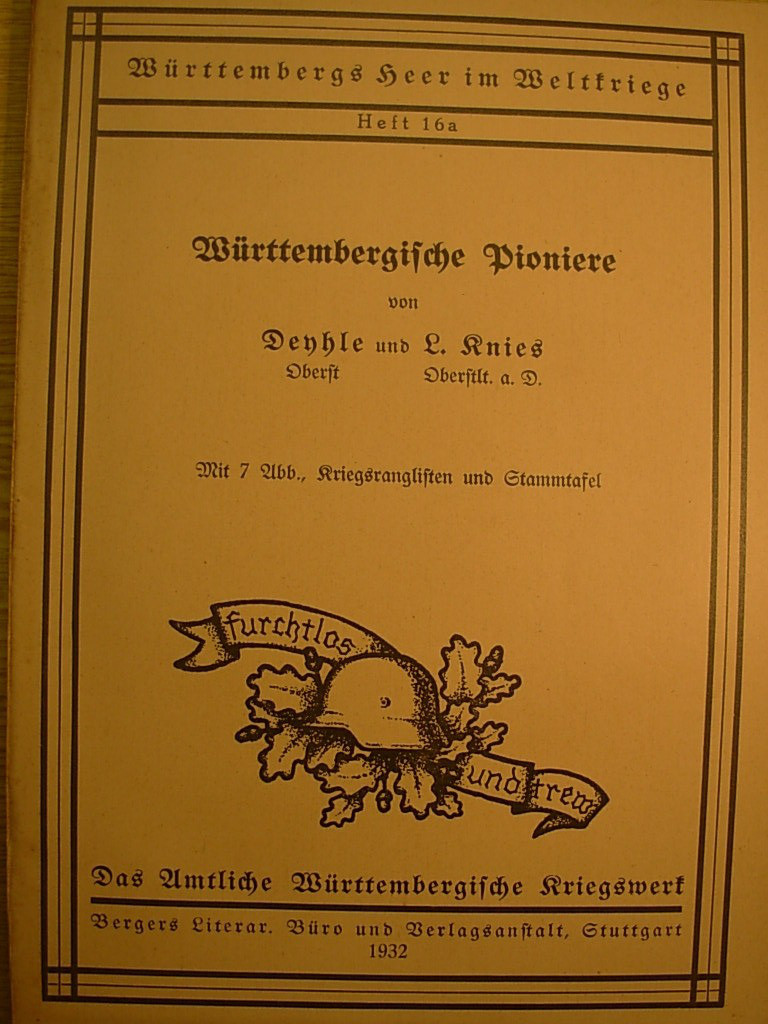 Württembergs Heer im Weltkriege
Heft 16a
Württembergische Pioniere
von
Deyhle und L. Knies
Oberst Oberstlt. a. D.
Mit 7 Abb., Kriegsranglisten und Stammtafel
furchtlos
und trew
Das Amtliche Württembergische Kriegswerk
Bergers Literar. Büro und Verlagsanstalt, Stuttgart
1932